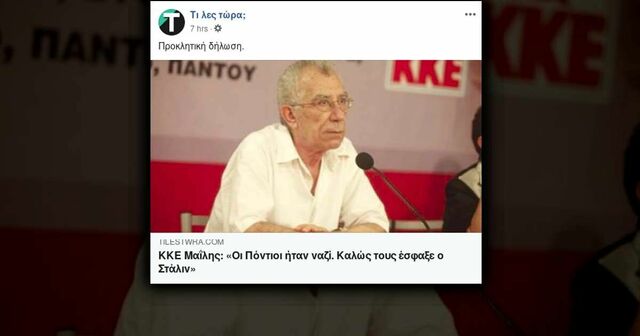 Τι λες τώρα;
7 hrs ·
Προκλητική δήλωση.
, ΠΑΝΤΟΥ
ΚΚΕ
ΚΚΕ
TILESTWRA.COM
ΚΚΕ Μαΐλης: «Οι Πόντιοι ήταν ναζί. Καλώς τους έσφαξε ο
Στάλιν»